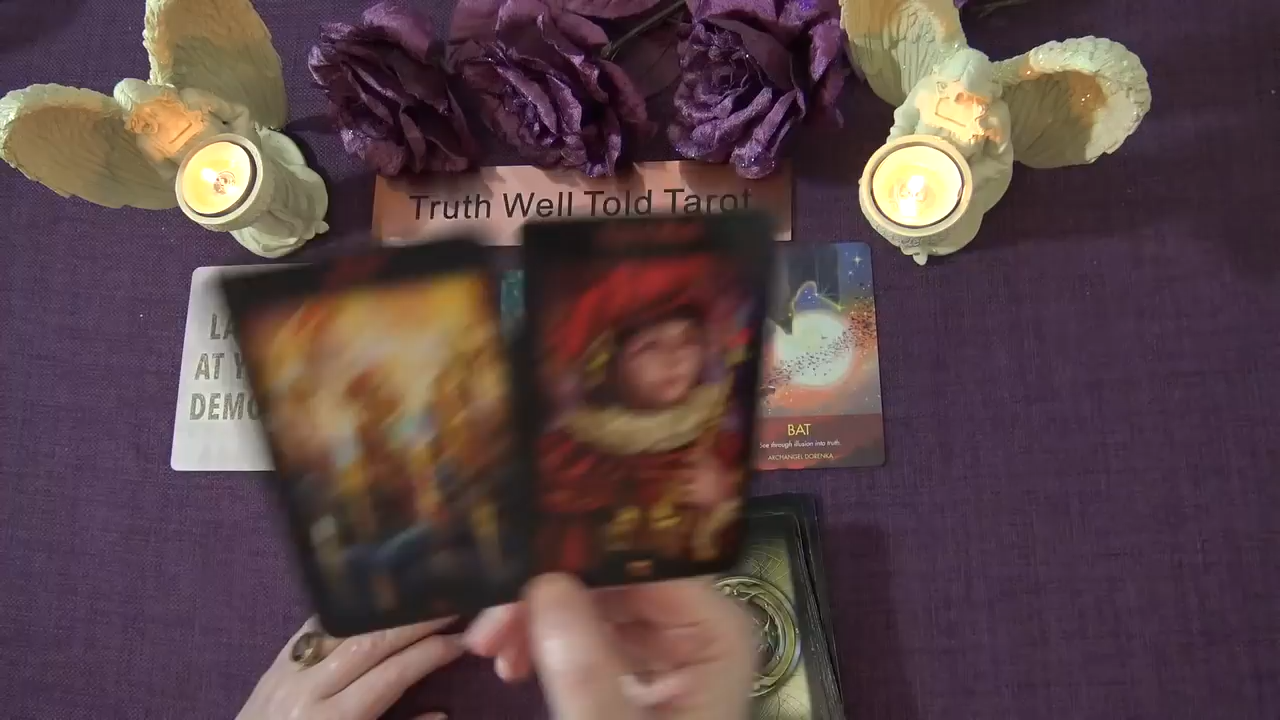 Truth Well Told Tarot
LA
AT Y
DEMO
BAT
See through illusion into truth.
ARCHANGEL DORENKA